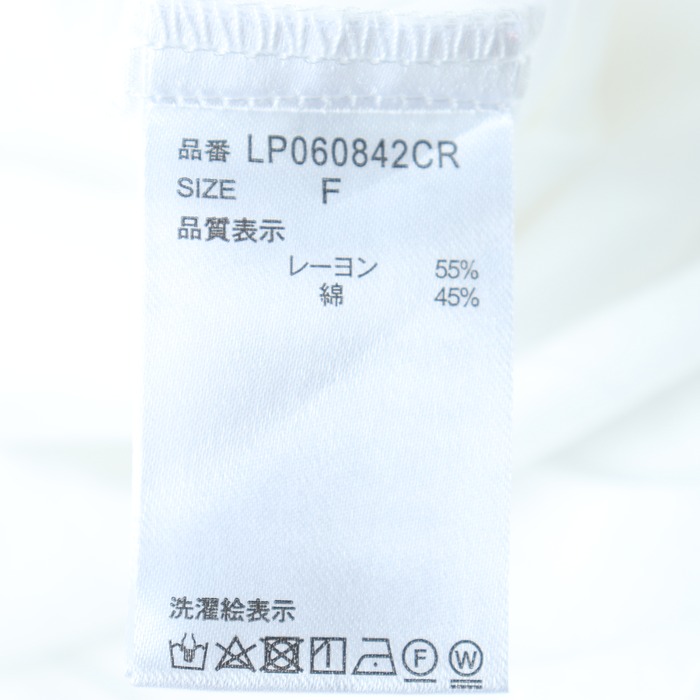 品番 LP060842CR
SIZE F
品質表示
レーヨン 55%
綿 45%
洗濯絵表示
F W